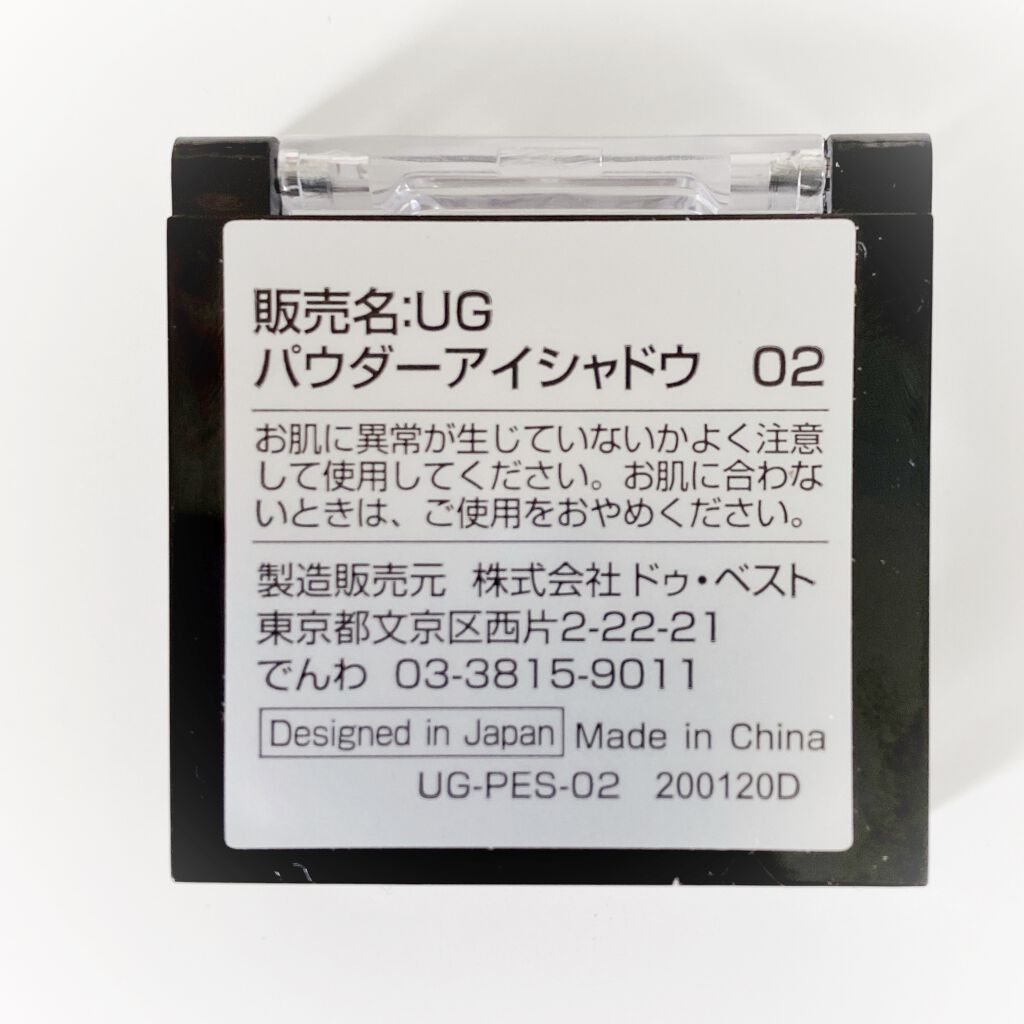 販売名:UG
パウダーアイシャドウ 02
お肌に異常が生じていないかよく注意
して使用してください。お肌に合わな
いときは、ご使用をおやめください。
製造販売元 株式会社ドゥ・ベスト
東京都文京区西片2-22-21
でんわ 03-3815-9011
Designed in Japan Made in China
UG-PES-02 200120D